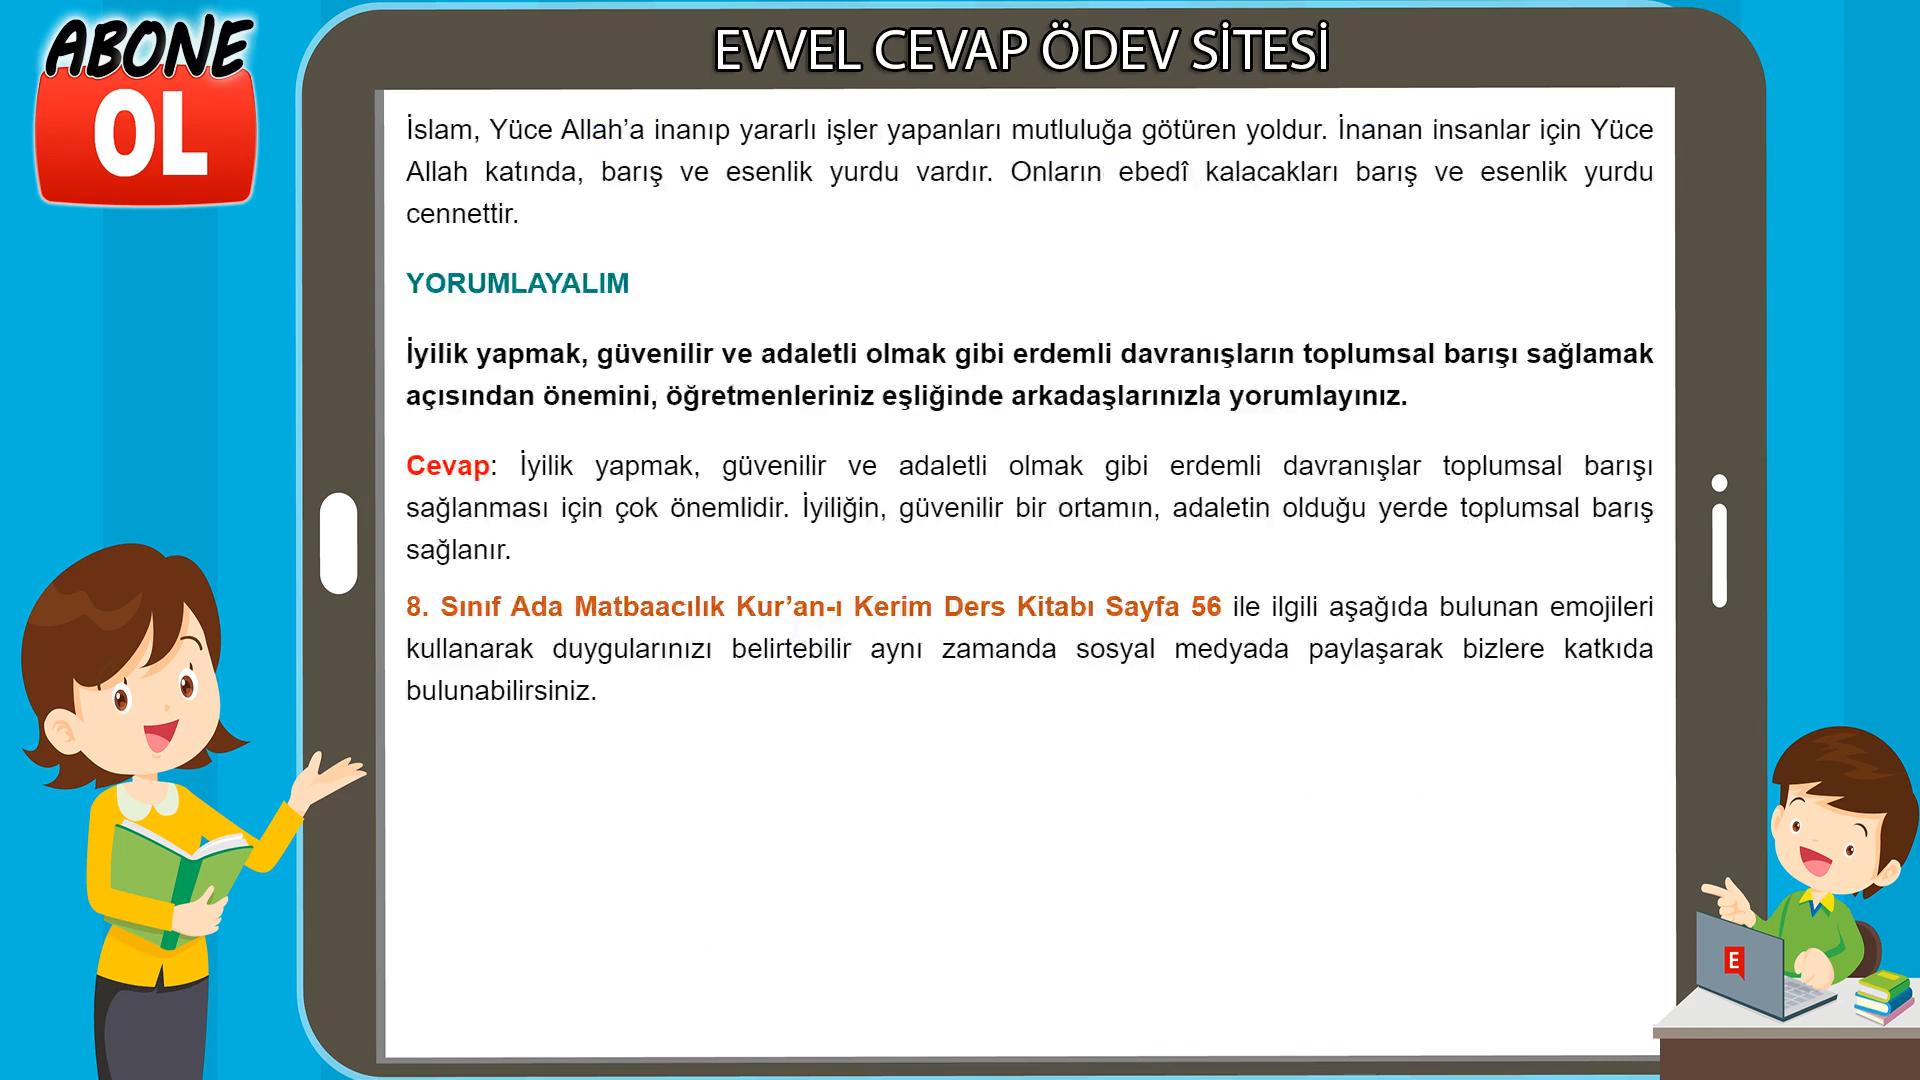 ABONE
OL
EVVEL CEVAP ÖDEV SİTESİ
İslam, Yüce Allah’a inanıp yararlı işler yapanları mutluluğa götüren yoldur. İnanan insanlar için Yüce
Allah katında, barış ve esenlik yurdu vardır. Onların ebedî kalacakları barış ve esenlik yurdu
cennettir.
YORUMLAYALIM
İyilik yapmak, güvenilir ve adaletli olmak gibi erdemli davranışların toplumsal barışı sağlamak
açısından önemini, öğretmenleriniz eşliğinde arkadaşlarınızla yorumlayınız.
Cevap: İyilik yapmak, güvenilir ve adaletli olmak gibi erdemli davranışlar toplumsal barışı
sağlanması için çok önemlidir. İyiliğin, güvenilir bir ortamın, adaletin olduğu yerde toplumsal barış
sağlanır.
8. Sınıf Ada Matbaacılık Kur’an-ı Kerim Ders Kitabı Sayfa 56 ile ilgili aşağıda bulunan emojileri
kullanarak duygularınızı belirtebilir aynı zamanda sosyal medyada paylaşarak bizlere katkıda
bulunabilirsiniz.
E